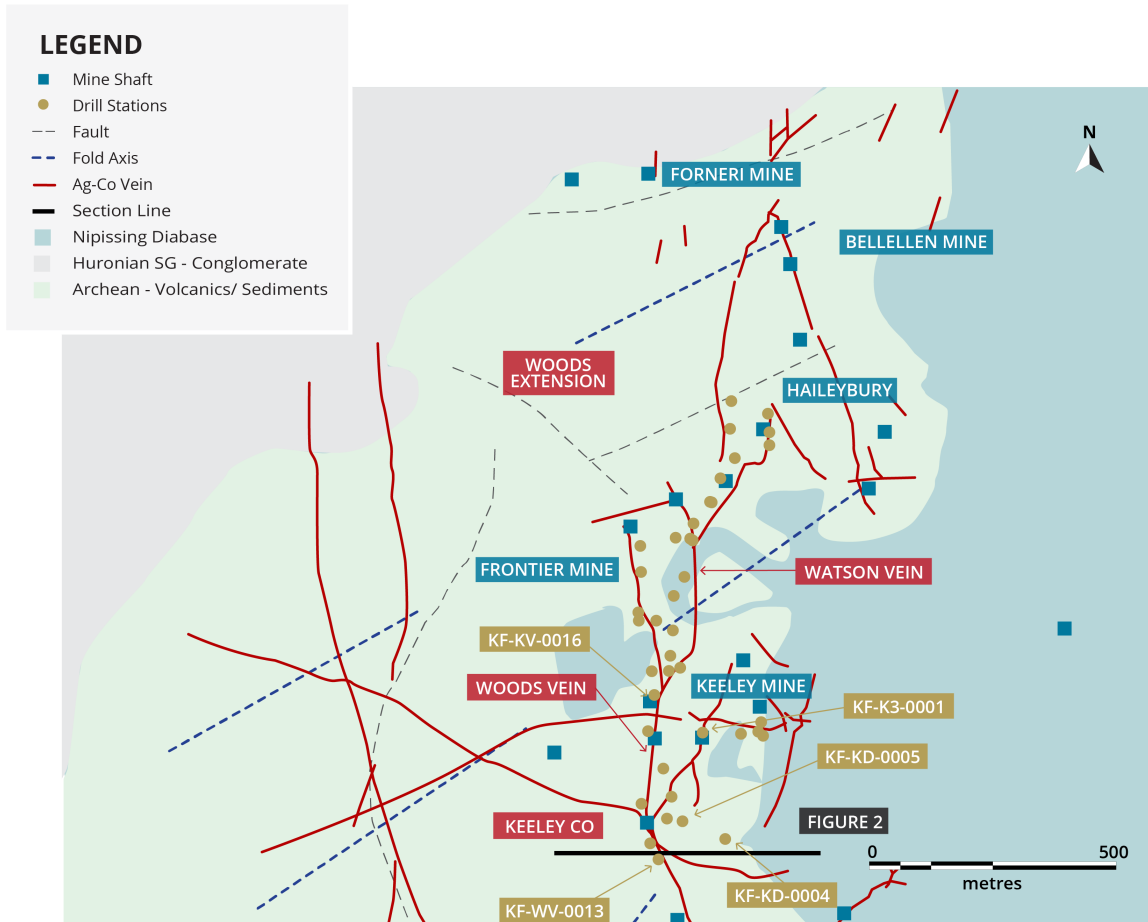 LEGEND
Mine Shaft
Drill Stations
Fault
Fold Axis
Ag-Co Vein
Section Line
Nipissing Diabase
Huronian SG - Conglomerate
Archean - Volcanics/ Sediments
N
FORNERI MINE
BELLELLEN MINE
WOODS
EXTENSION
HAILEYBURY
FRONTIER MINE
WATSON VEIN
KF-KV-0016
WOODS VEIN
KEELEY MINE
KF-K3-0001
KF-KD-0005
KEELEY CO
FIGURE 2
0 500
metres
KF-KD-0004
KF-WV-0013